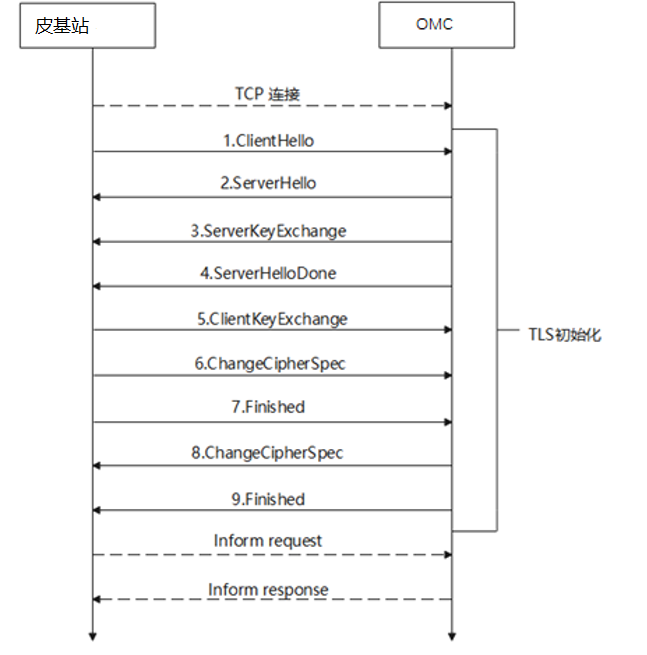 皮基站
OMC
TCP 连接
1.ClientHello
2.ServerHello
3.ServerKeyExchange
4.ServerHelloDone
5.ClientKeyExchange
TLS初始化
6.ChangeCipherSpec
7.Finished
8.ChangeCipherSpec
9.Finished
Inform request
Inform response